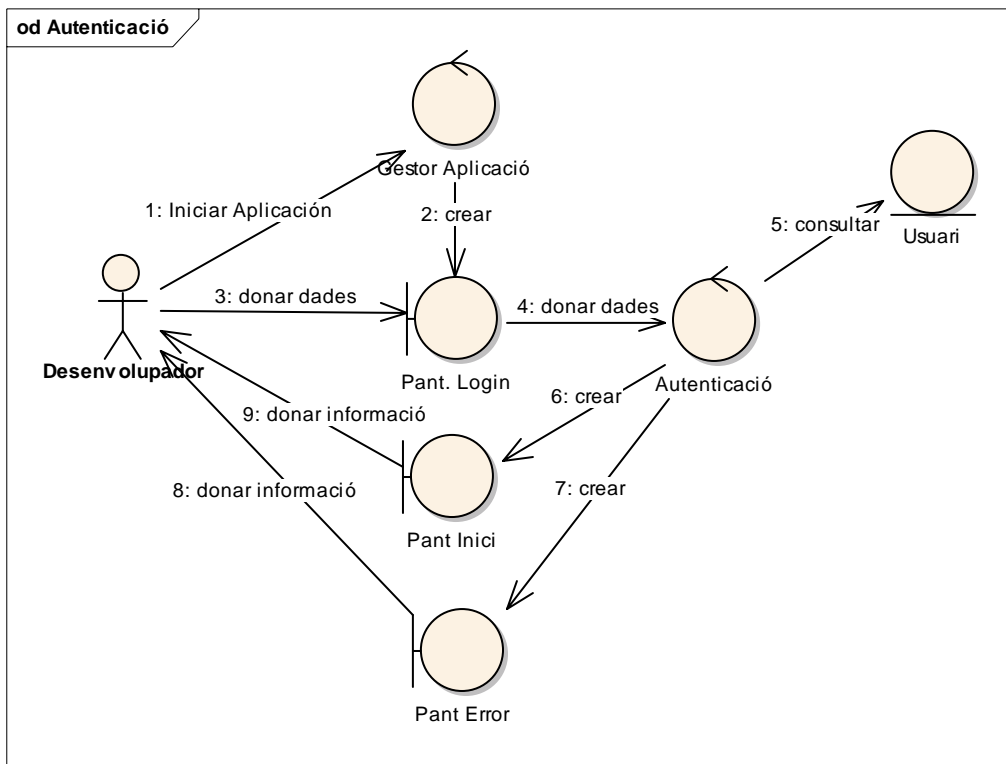 od Autenticació
Gestor Aplicació
1: Iniciar Aplicación
2: crear
5: consultar
Usuari
3: donar dades
4: donar dades
Desenvolupador
Pant. Login
Autenticació
6: crear
9: donar informació
8: donar informació
7: crear
Pant Inici
Pant Error